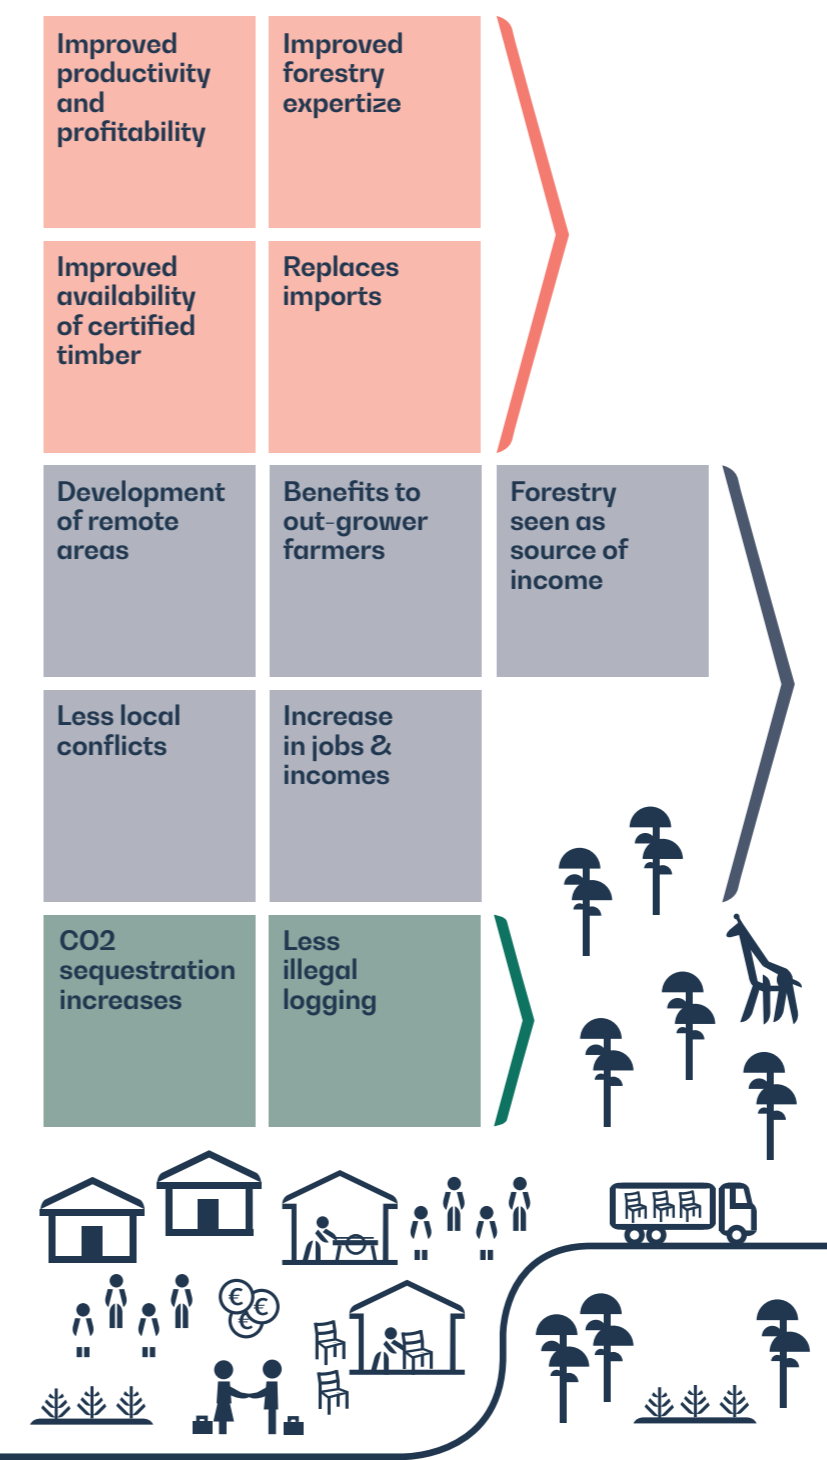 Improved
productivity
and
profitability
Improved
forestry
expertize
Improved
availability
of certified
timber
Replaces
imports
Development
of remote
areas
Benefits to
out-grower
farmers
Forestry
seen as
source of
income
Less local
conflicts
Increase
in jobs &
incomes
CO2
sequestration
increases
Less
illegal
logging
€
€
€